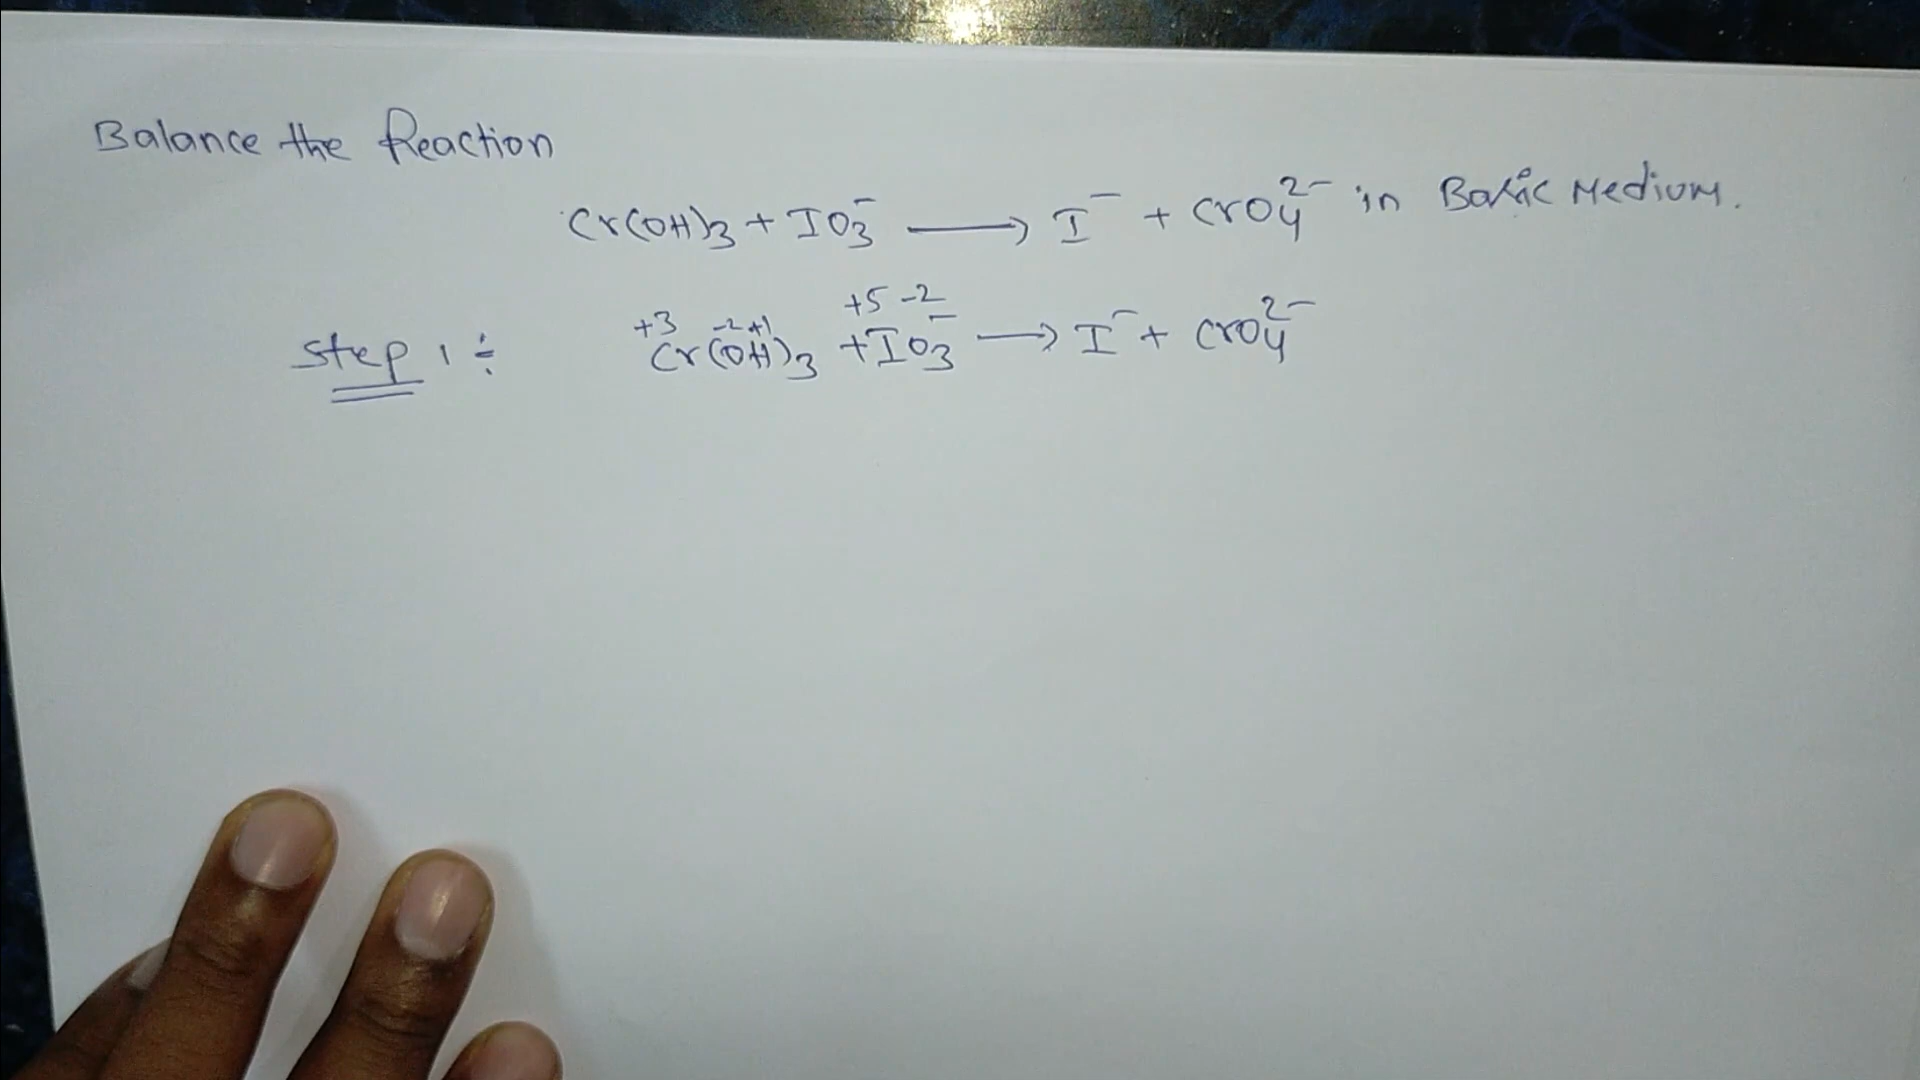 Balance the Reaction
Cr(OH)3 + IO3⁻ ⟶ I⁻ + CrO4²⁻ in Basic Medium.
Step 1 ÷ +3 -2 +1 +5 -2
Cr(OH)3 + IO3⁻ ⟶ I⁻ + CrO4²⁻